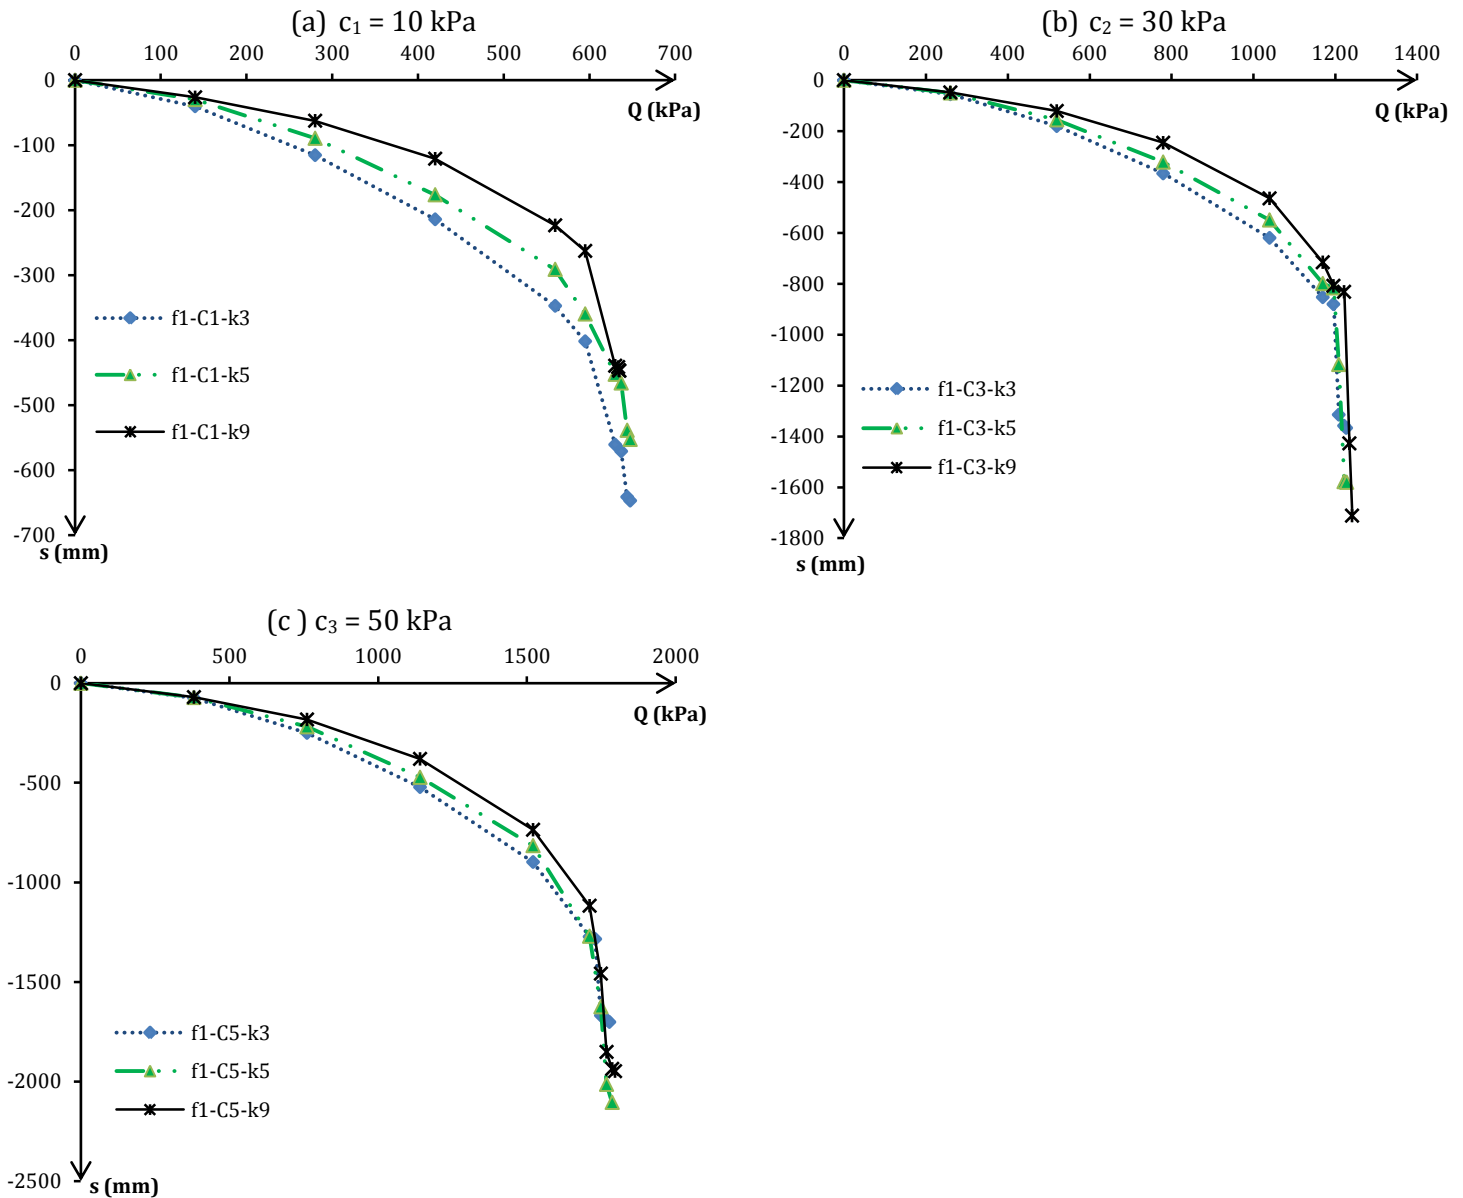 (a) c₁ = 10 kPa
0 100 200 300 400 500 600 700
Q (kPa)
0
-100
-200
-300
-400
-500
-600
-700
s (mm)
f1-C1-k3
f1-C1-k5
f1-C1-k9
(b) c₂ = 30 kPa
0 200 400 600 800 1000 1200 1400
Q (kPa)
0
-200
-400
-600
-800
-1000
-1200
-1400
-1600
-1800
s (mm)
f1-C3-k3
f1-C3-k5
f1-C3-k9
(c ) c₃ = 50 kPa
0 500 1000 1500 2000
Q (kPa)
0
-500
-1000
-1500
-2000
-2500
s (mm)
f1-C5-k3
f1-C5-k5
f1-C5-k9